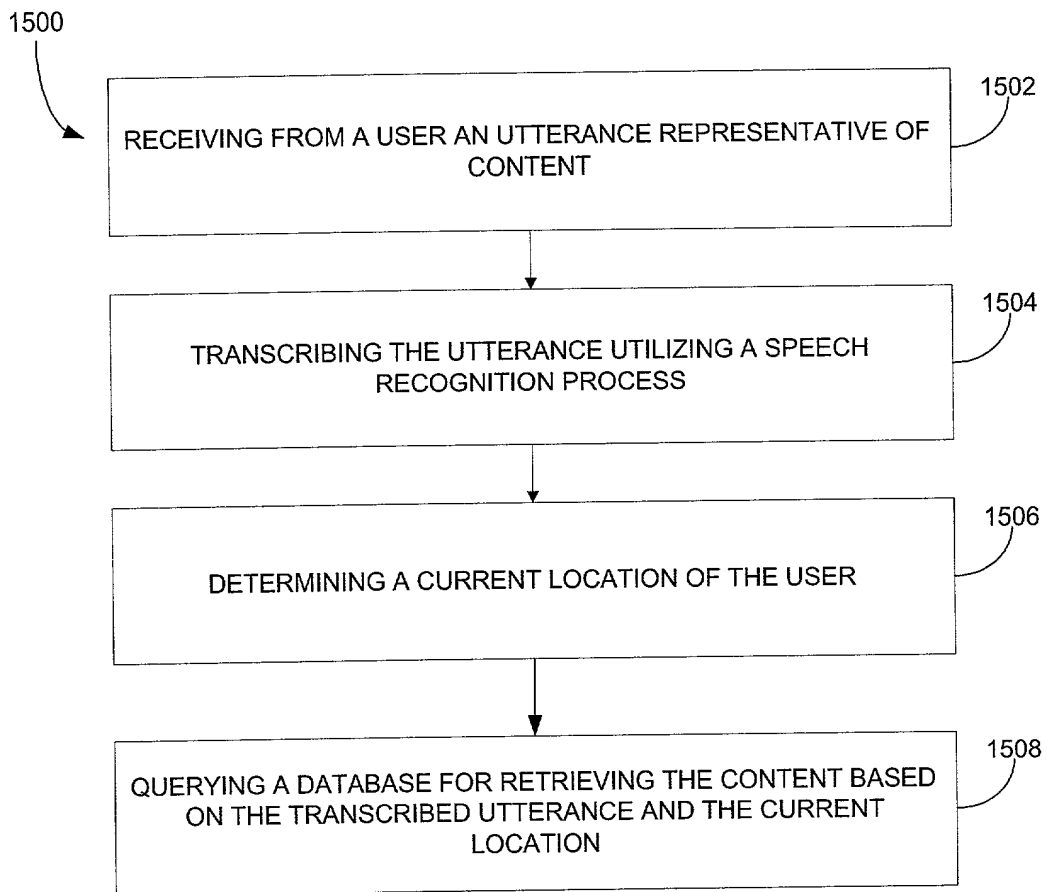 1500
1502
RECEIVING FROM A USER AN UTTERANCE REPRESENTATIVE OF
CONTENT
1504
TRANSCRIBING THE UTTERANCE UTILIZING A SPEECH
RECOGNITION PROCESS
1506
DETERMINING A CURRENT LOCATION OF THE USER
1508
QUERYING A DATABASE FOR RETRIEVING THE CONTENT BASED
ON THE TRANSCRIBED UTTERANCE AND THE CURRENT
LOCATION